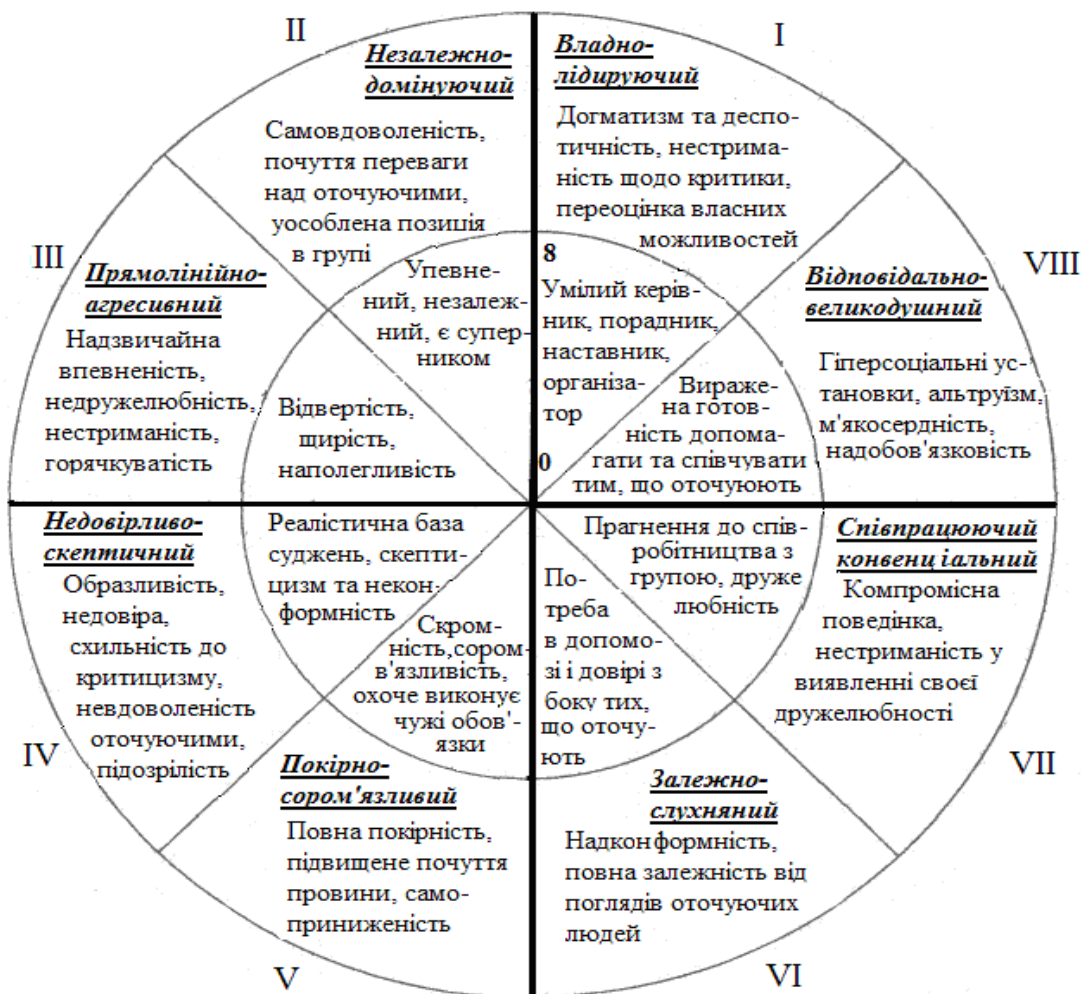 II
I
Незалежно-
домінуючий
Самовдоволеність,
почуття переваги
над оточуючими,
уособлена позиція
в групі
Упевне-
ний, незалеж-
ний, є супер-
ником
Владно-
лідируючий
Догматизм та деспо-
тичність, нестрима-
ність щодо критики,
переоцінка власних
можливостей
8
Умілий керів-
ник, порадник,
наставник,
організа-
тор
0
III
Прямолінійно-
агресивний
Надзвичайна
впевненість,
недружелюбність,
нестриманість,
горячкуватість
Відвертість,
щирість,
наполегливість
VIII
Відповідально-
великодушний
Гіперсоціальні ус-
тановки, альтруїзм,
м'якосердність,
надобов'язковість
Вираже-
на готов-
ність допома-
гати та співчувати
тим, що оточуюють
Недовірливо-
скептичний
Образливість,
недовіра,
схильність до
критицизму,
невдоволеність
оточуючими,
підозрілість
IV
Реалістична база
суджень, скепти-
цизм та некон-
формність
Скром-
ність,сором-
в'язливість,
охоче виконує
чужі обов'-
язки
Прагнення до спів-
робітництва з
групою, друже
любність
Співпрацюючий
конвенц іальний
Компромісна
поведінка,
нестриманість у
виявленні своєї
дружелюбності
VII
По-
треба
в допомо-
зі і довірі з
боку тих,
що оточу-
ють
Покірно-
сором'язливий
Повна покірність,
підвищене почуття
провини, само-
приниженість
V
Залежно-
слухняний
Надконформність,
повна залежність від
поглядів оточуючих
людей
VI